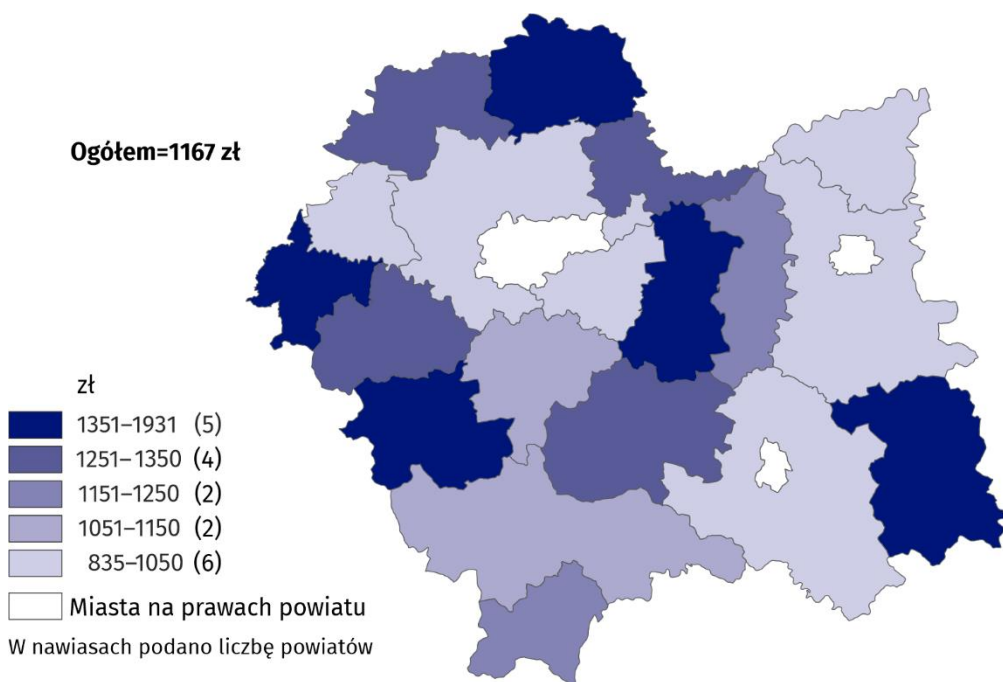 Ogółem=1167 zł
zł
1351–1931 (5)
1251–1350 (4)
1151–1250 (2)
1051–1150 (2)
835–1050 (6)
Miasta na prawach powiatu
W nawiasach podano liczbę powiatów